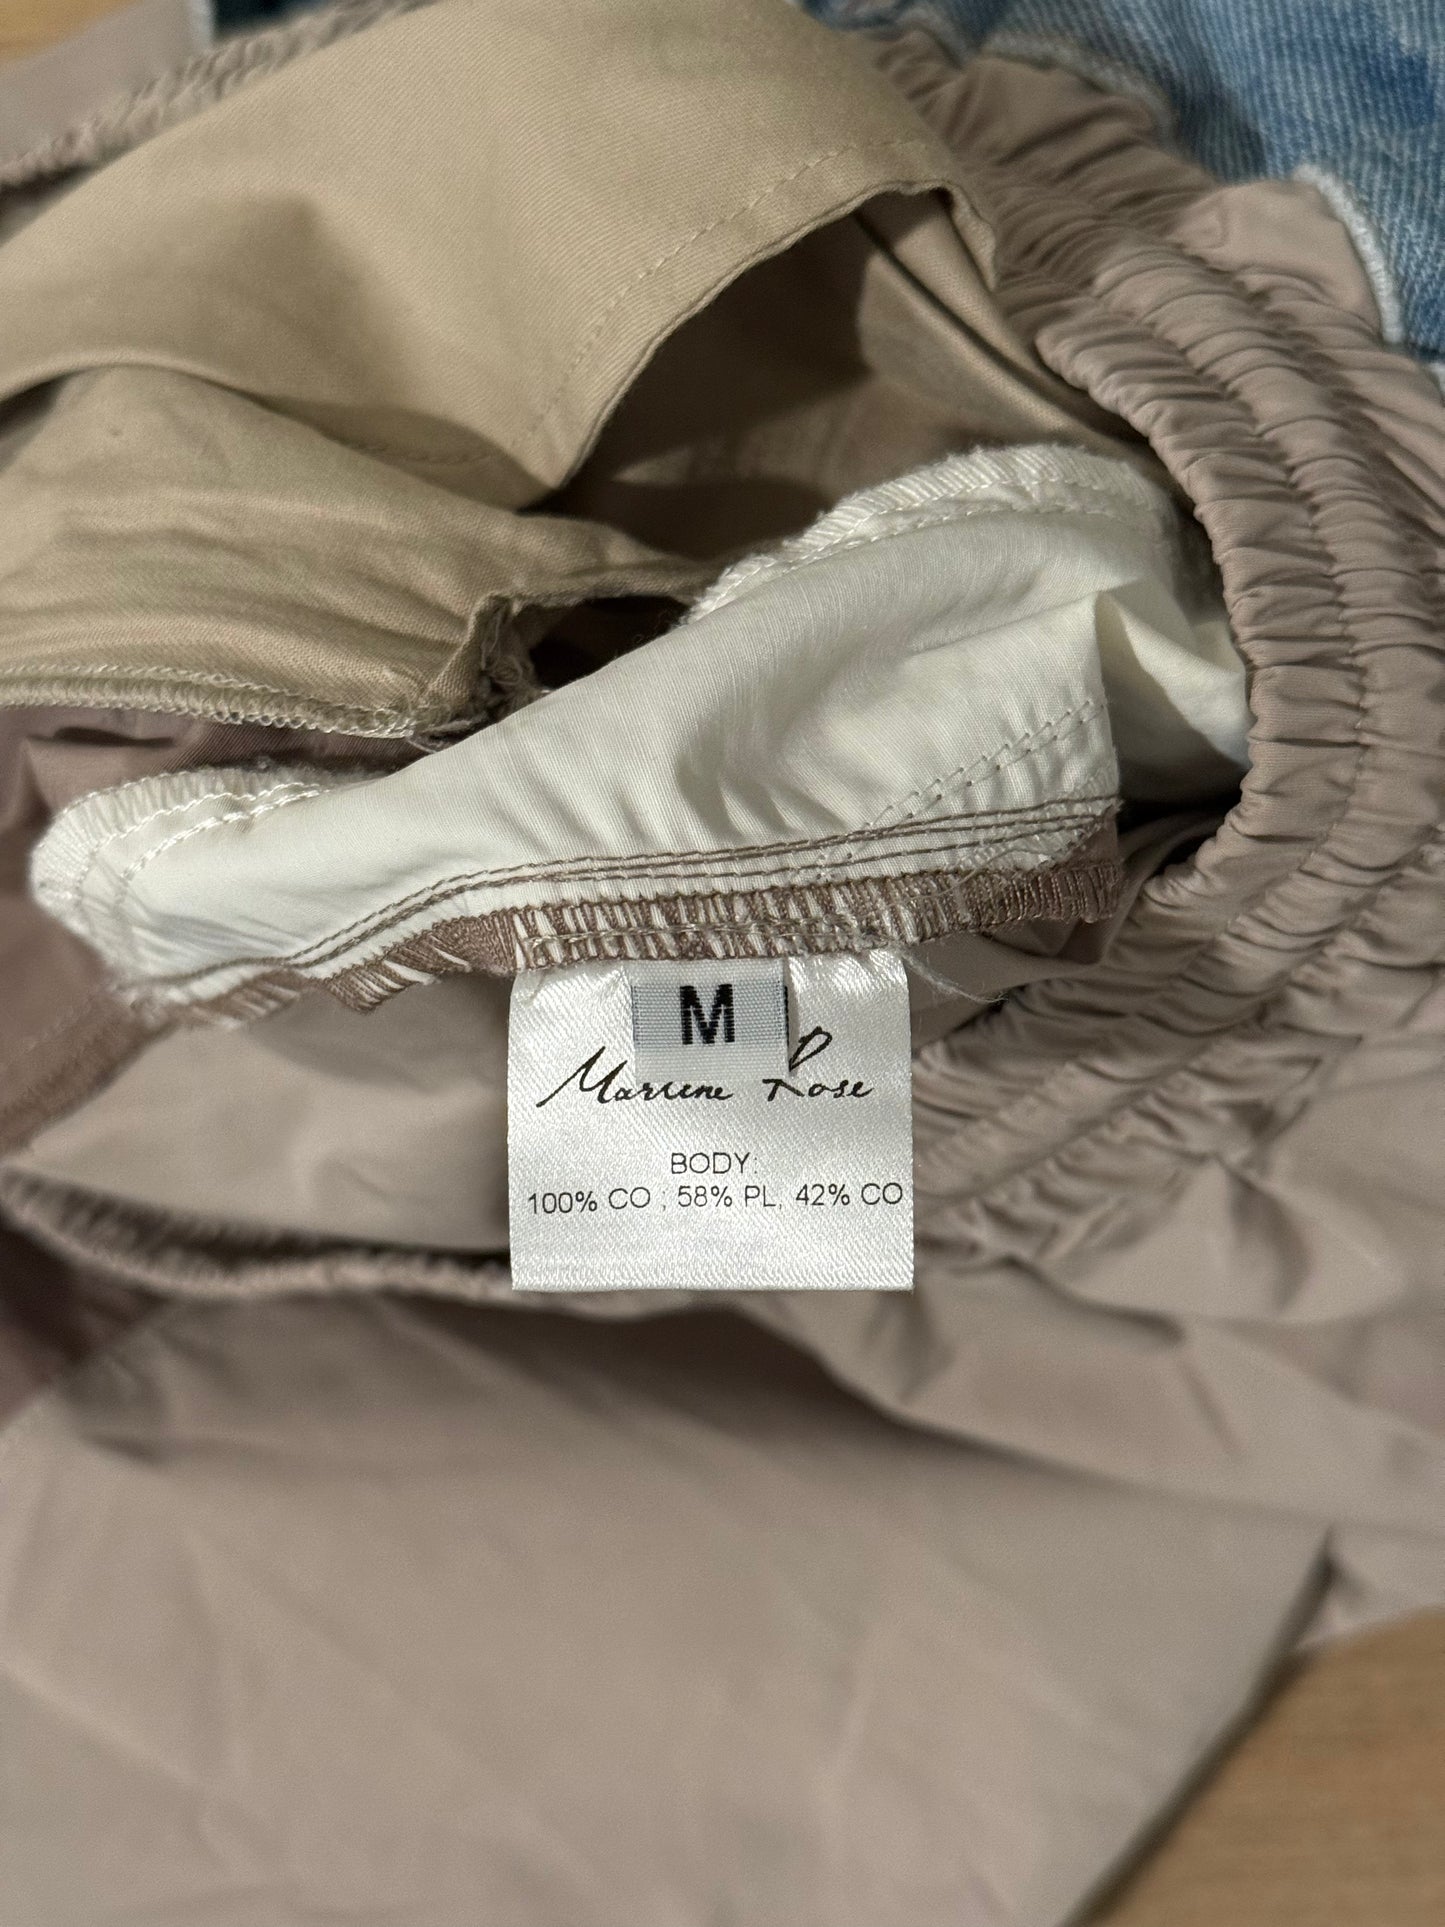 M
Martine Rose
BODY:
100% CO ; 58% PL, 42% CO